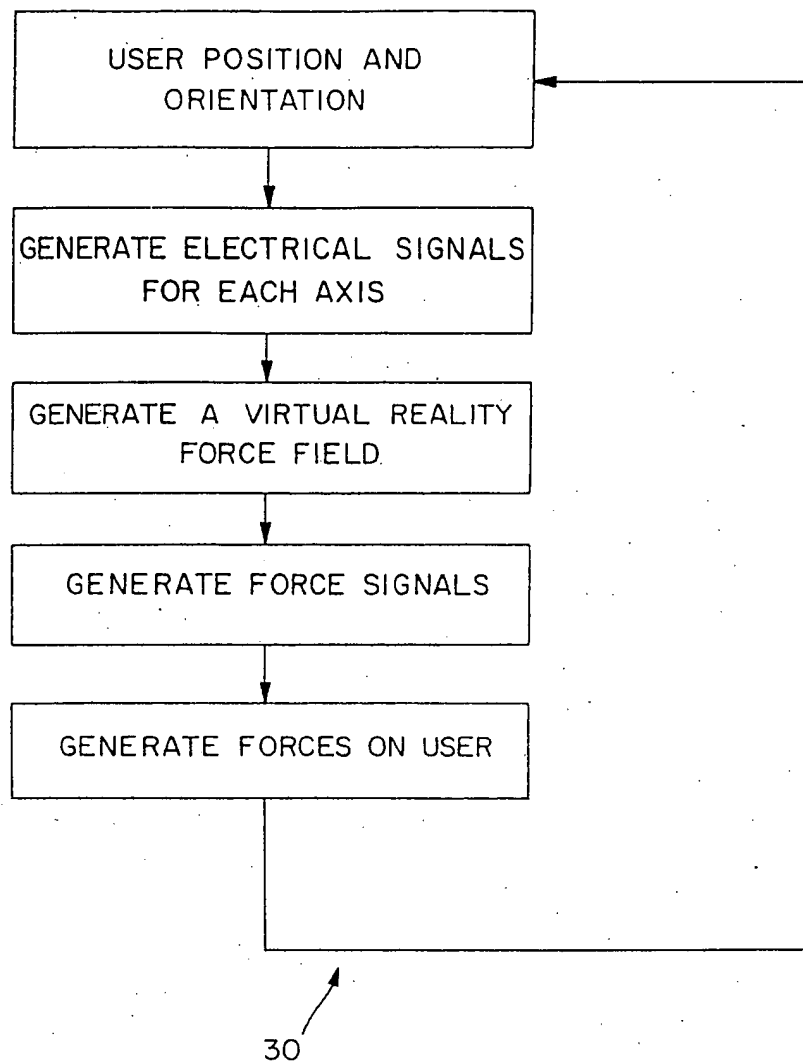 USER POSITION AND
ORIENTATION
GENERATE ELECTRICAL SIGNALS
FOR EACH AXIS
GENERATE A VIRTUAL REALITY
FORCE FIELD
GENERATE FORCE SIGNALS
GENERATE FORCES ON USER
30